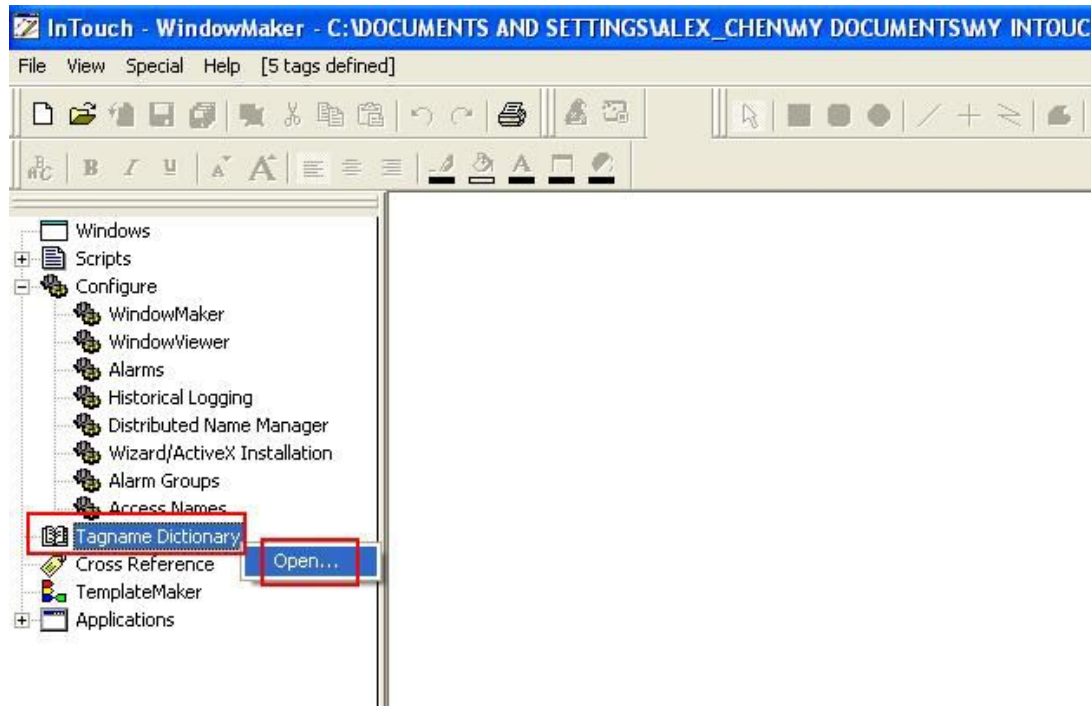 InTouch - WindowMaker - C:\DOCUMENTS AND SETTINGS\ALEX_CHEN\MY DOCUMENTS\MY INTOUC
File View Special Help [5 tags defined]
ABC B I U A A A
Windows
Scripts
Configure
WindowMaker
WindowViewer
Alarms
Historical Logging
Distributed Name Manager
Wizard/ActiveX Installation
Alarm Groups
Access Names
Tagname Dictionary
Open...
Cross Reference
TemplateMaker
Applications